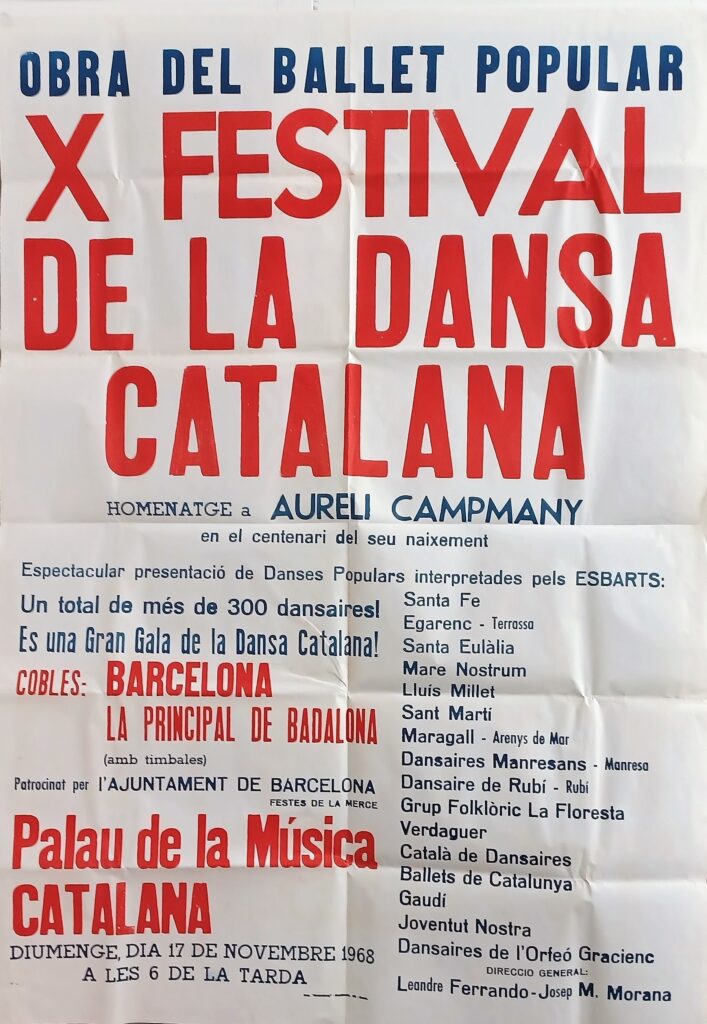 OBRA DEL BALLET POPULAR
X FESTIVAL
DE LA DANSA
CATALANA
HOMENATGE a AURELI CAMPMANY
en el centenari del seu naixement
Espectacular presentació de Danses Populars interpretades pels ESBARTS:
Un total de més de 300 dansaires!
Es una Gran Gala de la Dansa Catalana!
COBLES: BARCELONA
LA PRINCIPAL DE BADALONA
(amb timbales)
Patrocinat per l'AJUNTAMENT DE BARCELONA
FESTES DE LA MERCE
Palau de la Música
CATALANA
DIUMENGE, DIA 17 DE NOVEMBRE 1968
A LES 6 DE LA TARDA
Santa Fe
Egarenc - Terrassa
Santa Eulàlia
Mare Nostrum
Lluís Millet
Sant Martí
Maragall - Arenys de Mar
Dansaires Manresans - Manresa
Dansaire de Rubí - Rubí
Grup Folklòric La Floresta
Verdaguer
Català de Dansaires
Ballets de Catalunya
Gaudí
Joventut Nostra
Dansaires de l'Orfeó Gracienc
DIRECCIO GENERAL:
Leandre Ferrando-Josep M. Morana